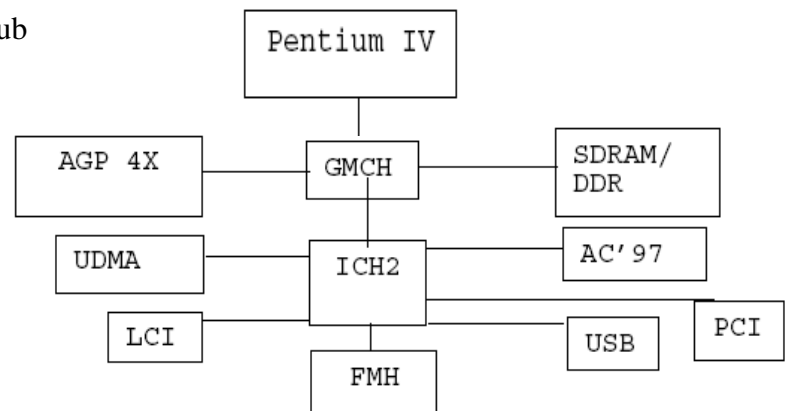 ub
Pentium IV
AGP 4X
GMCH
SDRAM/
DDR
UDMA
ICH2
AC’97
LCI
USB
PCI
FMH